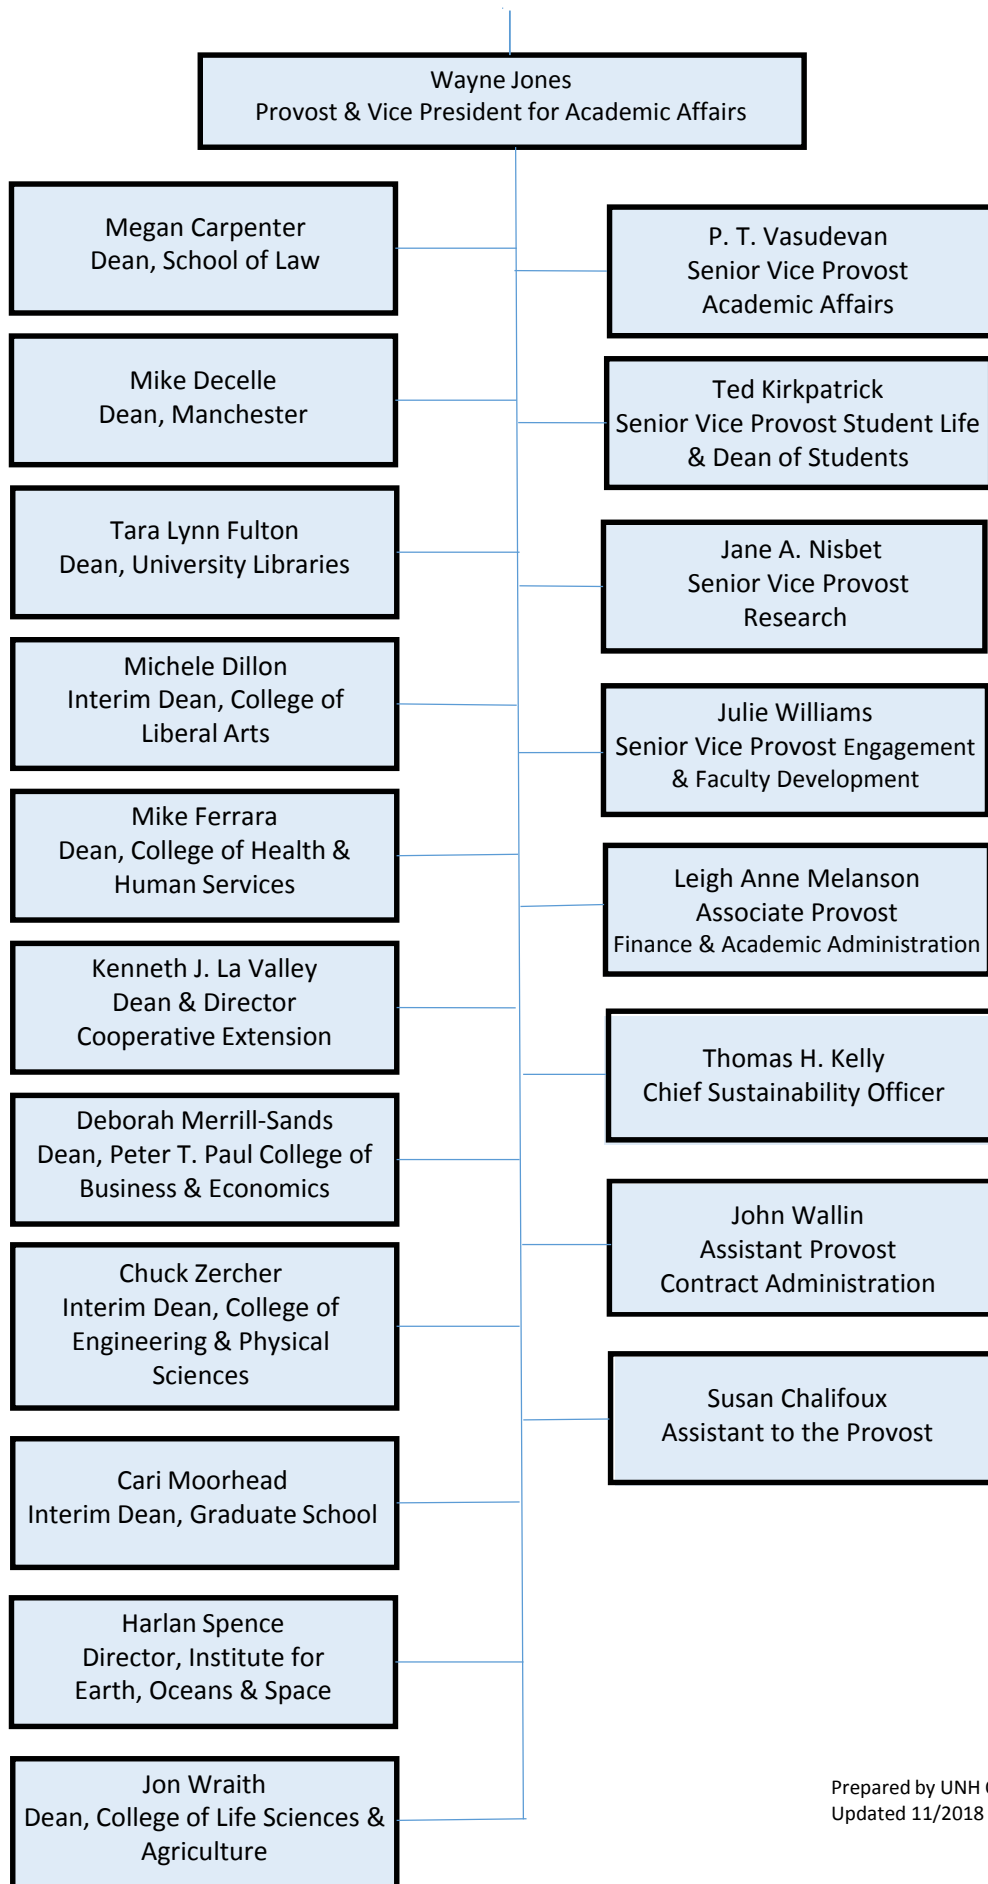 Wayne Jones
Provost & Vice President for Academic Affairs
Megan Carpenter
Dean, School of Law
Mike Decelle
Dean, Manchester
Tara Lynn Fulton
Dean, University Libraries
Michele Dillon
Interim Dean, College of
Liberal Arts
Mike Ferrara
Dean, College of Health &
Human Services
Kenneth J. La Valley
Dean & Director
Cooperative Extension
Deborah Merrill-Sands
Dean, Peter T. Paul College of
Business & Economics
Chuck Zercher
Interim Dean, College of
Engineering & Physical
Sciences
Cari Moorhead
Interim Dean, Graduate School
Harlan Spence
Director, Institute for
Earth, Oceans & Space
Jon Wraith
Dean, College of Life Sciences &
Agriculture
P. T. Vasudevan
Senior Vice Provost
Academic Affairs
Ted Kirkpatrick
Senior Vice Provost Student Life
& Dean of Students
Jane A. Nisbet
Senior Vice Provost
Research
Julie Williams
Senior Vice Provost Engagement
& Faculty Development
Leigh Anne Melanson
Associate Provost
Finance & Academic Administration
Thomas H. Kelly
Chief Sustainability Officer
John Wallin
Assistant Provost
Contract Administration
Susan Chalifoux
Assistant to the Provost
Prepared by UNH
Updated 11/2018